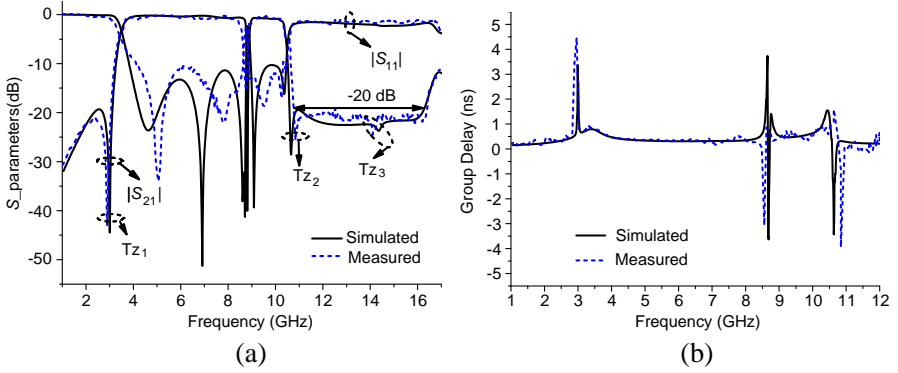 0
-10
-20
-30
-40
-50
S_parameters(dB)
|S11|
-20 dB
|S21|
Tz1
Tz2
Tz3
Simulated
Measured
2 4 6 8 10 12 14 16
Frequency (GHz)
(a)
5
4
3
2
1
0
-1
-2
-3
-4
-5
Group Delay (ns)
Simulated
Measured
1 2 3 4 5 6 7 8 9 10 11 12
Frequency (GHz)
(b)